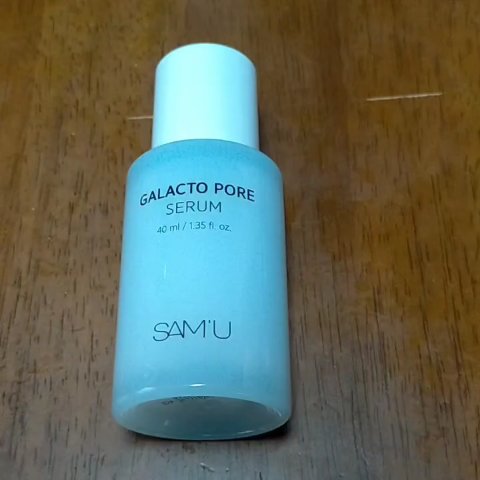 GALACTO PORE
SERUM
40 ml / 1.35 fl. oz.
SAM'U